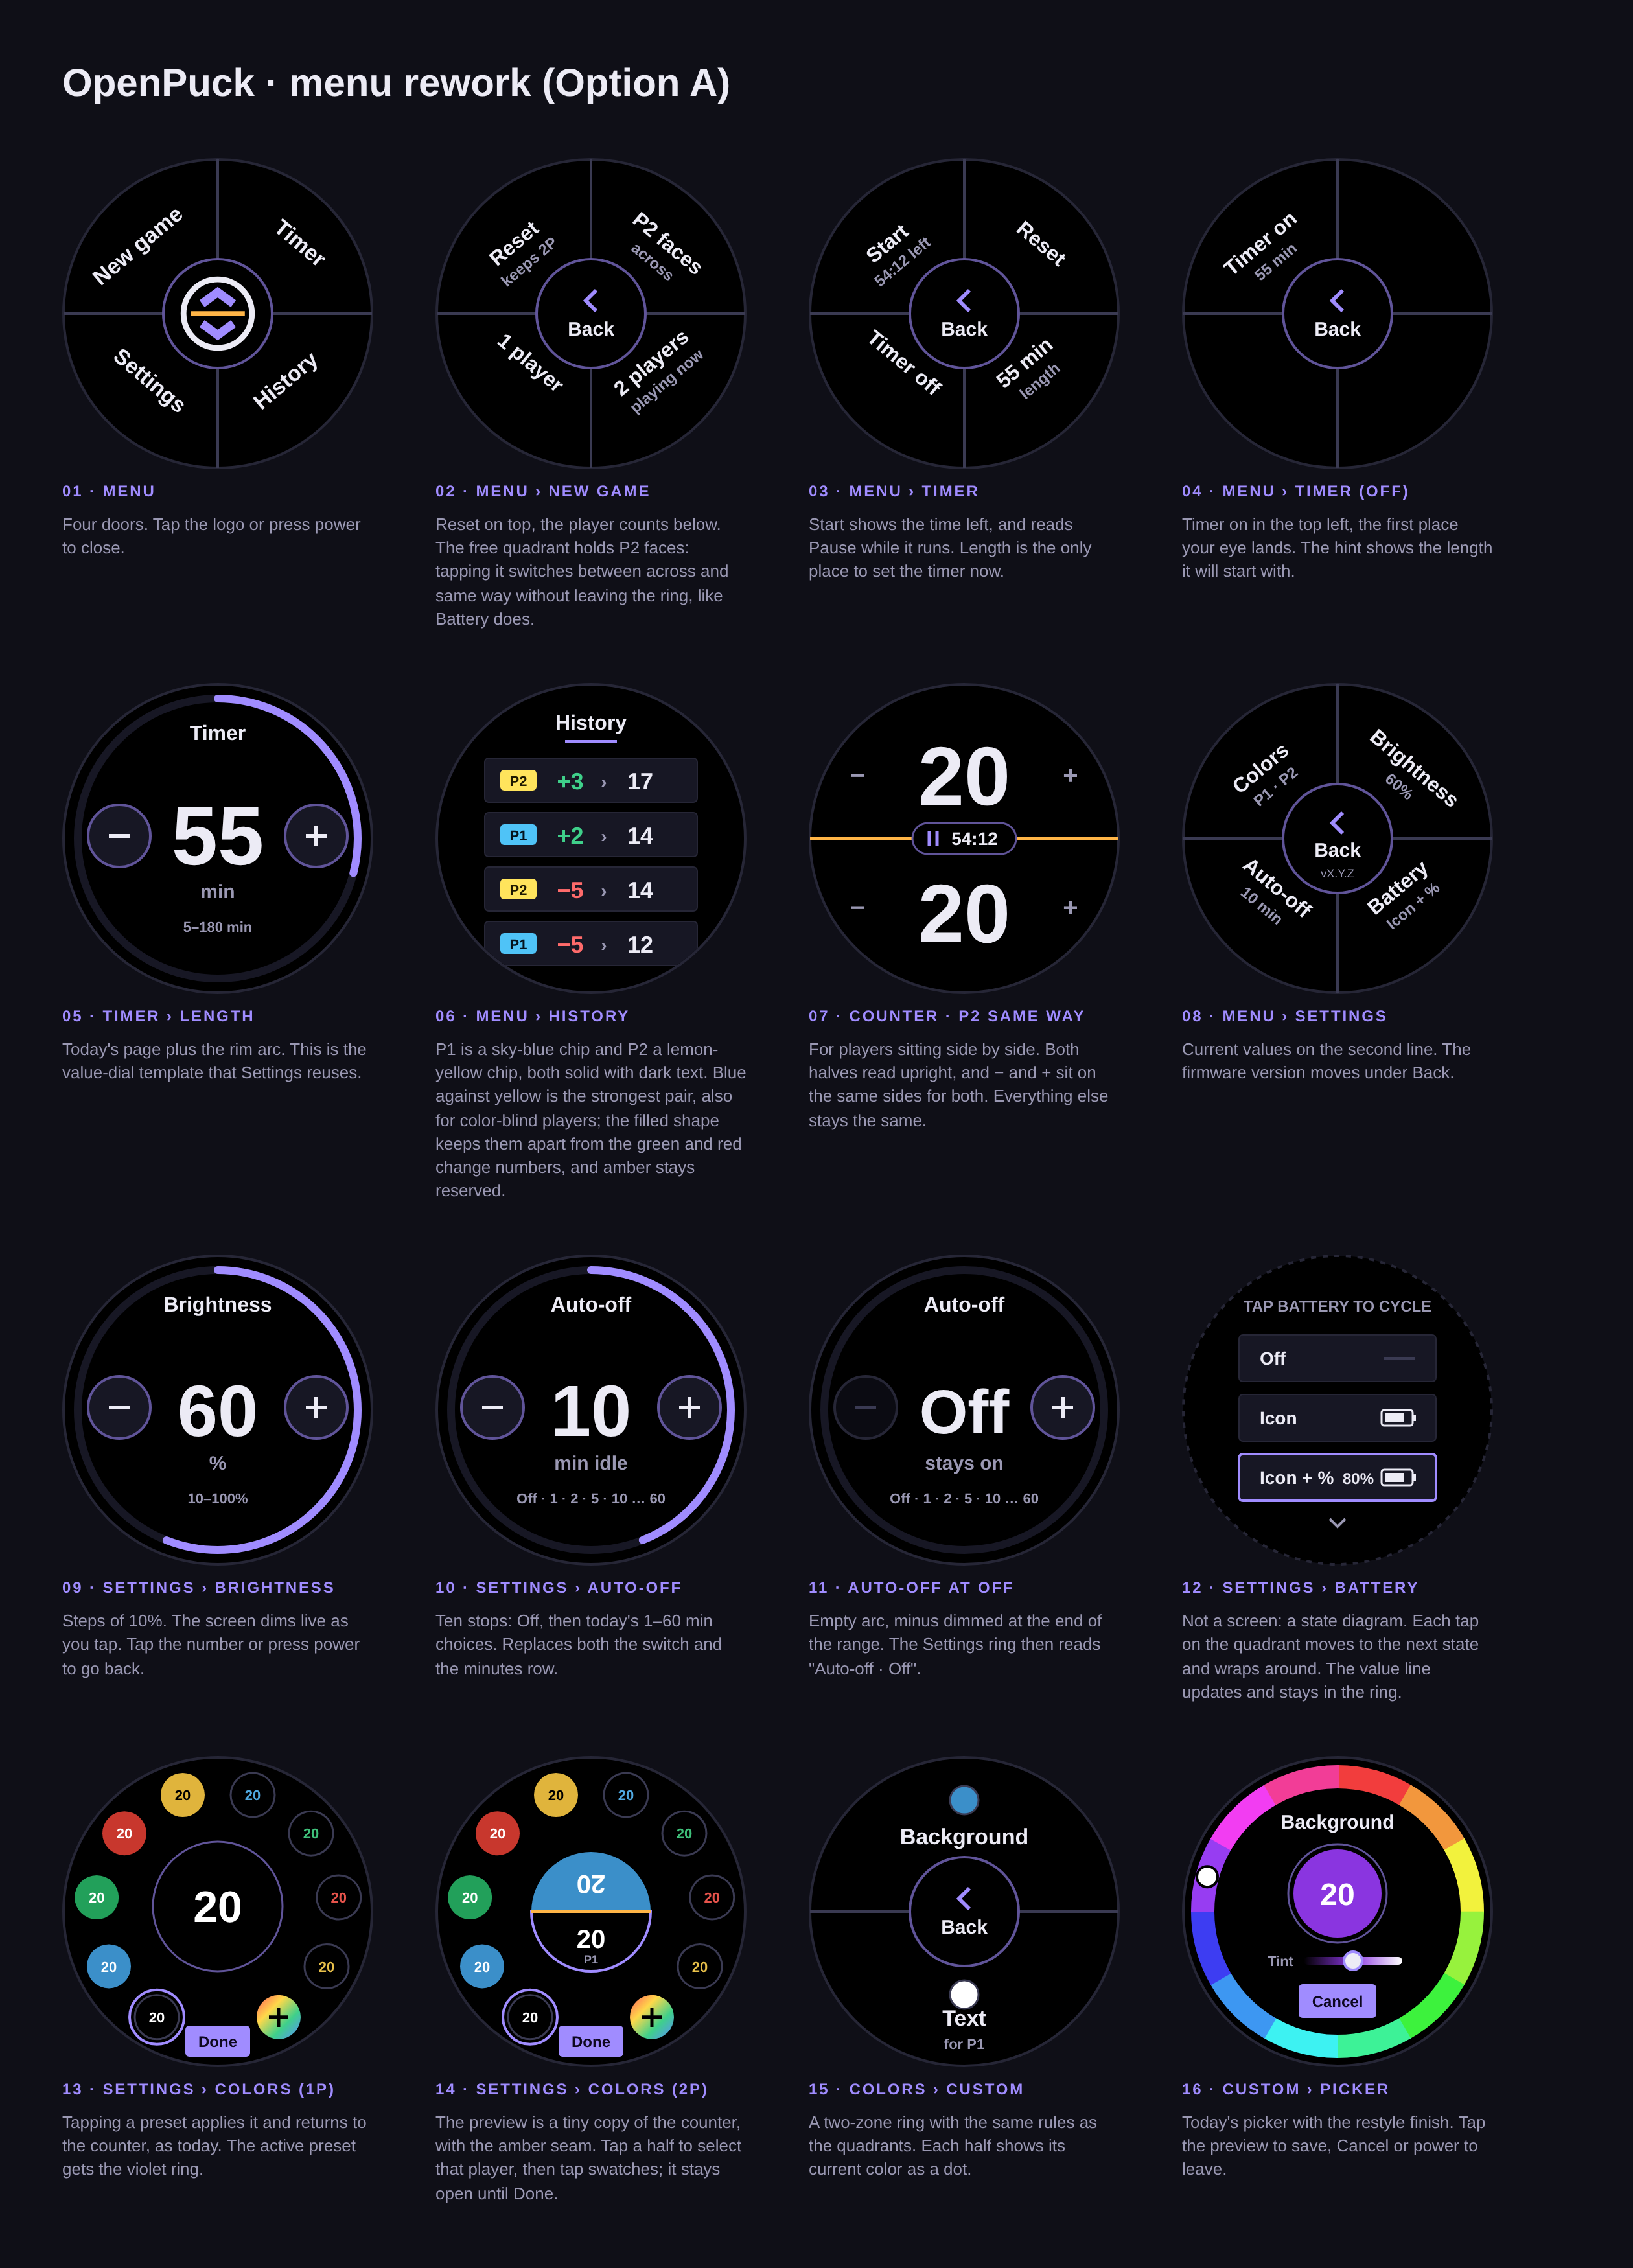 OpenPuck · menu rework (Option A)
New game
Timer
Settings
History
Reset
keeps 2P
P2 faces
across
Back
1 player
2 players
playing now
Start
54:12 left
Reset
Back
Timer off
55 min
length
Timer on
55 min
Back
01 · MENU
Four doors. Tap the logo or press power
to close.
02 · MENU › NEW GAME
Reset on top, the player counts below.
The free quadrant holds P2 faces:
tapping it switches between across and
same way without leaving the ring, like
Battery does.
03 · MENU › TIMER
Start shows the time left, and reads
Pause while it runs. Length is the only
place to set the timer now.
04 · MENU › TIMER (OFF)
Timer on in the top left, the first place
your eye lands. The hint shows the length
it will start with.
Timer
55
min
5–180 min
History
P2 +3 › 17
P1 +2 › 14
P2 −5 › 14
P1 −5 › 12
− 20 +
54:12
− 20 +
Colors
P1 · P2
Brightness
60%
Back
vX.Y.Z
Auto-off
10 min
Battery
Icon + %
05 · TIMER › LENGTH
Today's page plus the rim arc. This is the
value-dial template that Settings reuses.
06 · MENU › HISTORY
P1 is a sky-blue chip and P2 a lemon-
yellow chip, both solid with dark text. Blue
against yellow is the strongest pair, also
for color-blind players; the filled shape
keeps them apart from the green and red
change numbers, and amber stays
reserved.
07 · COUNTER · P2 SAME WAY
For players sitting side by side. Both
halves read upright, and − and + sit on
the same sides for both. Everything else
stays the same.
08 · MENU › SETTINGS
Current values on the second line. The
firmware version moves under Back.
Brightness
60
%
10–100%
Auto-off
10
min idle
Off · 1 · 2 · 5 · 10 … 60
Auto-off
Off
stays on
Off · 1 · 2 · 5 · 10 … 60
TAP BATTERY TO CYCLE
Off
Icon
Icon + % 80%
09 · SETTINGS › BRIGHTNESS
Steps of 10%. The screen dims live as
you tap. Tap the number or press power
to go back.
10 · SETTINGS › AUTO-OFF
Ten stops: Off, then today's 1–60 min
choices. Replaces both the switch and
the minutes row.
11 · AUTO-OFF AT OFF
Empty arc, minus dimmed at the end of
the range. The Settings ring then reads
"Auto-off · Off".
12 · SETTINGS › BATTERY
Not a screen: a state diagram. Each tap
on the quadrant moves to the next state
and wraps around. The value line
updates and stays in the ring.
20 20
20 20
20 20 20
20 20
20
Done
20 20
20 20
20
20 20
20
P1
20 20
20
Done
Background
Back
Text
for P1
Background
20
Tint
Cancel
13 · SETTINGS › COLORS (1P)
Tapping a preset applies it and returns to
the counter, as today. The active preset
gets the violet ring.
14 · SETTINGS › COLORS (2P)
The preview is a tiny copy of the counter,
with the amber seam. Tap a half to select
that player, then tap swatches; it stays
open until Done.
15 · COLORS › CUSTOM
A two-zone ring with the same rules as
the quadrants. Each half shows its
current color as a dot.
16 · CUSTOM › PICKER
Today's picker with the restyle finish. Tap
the preview to save, Cancel or power to
leave.